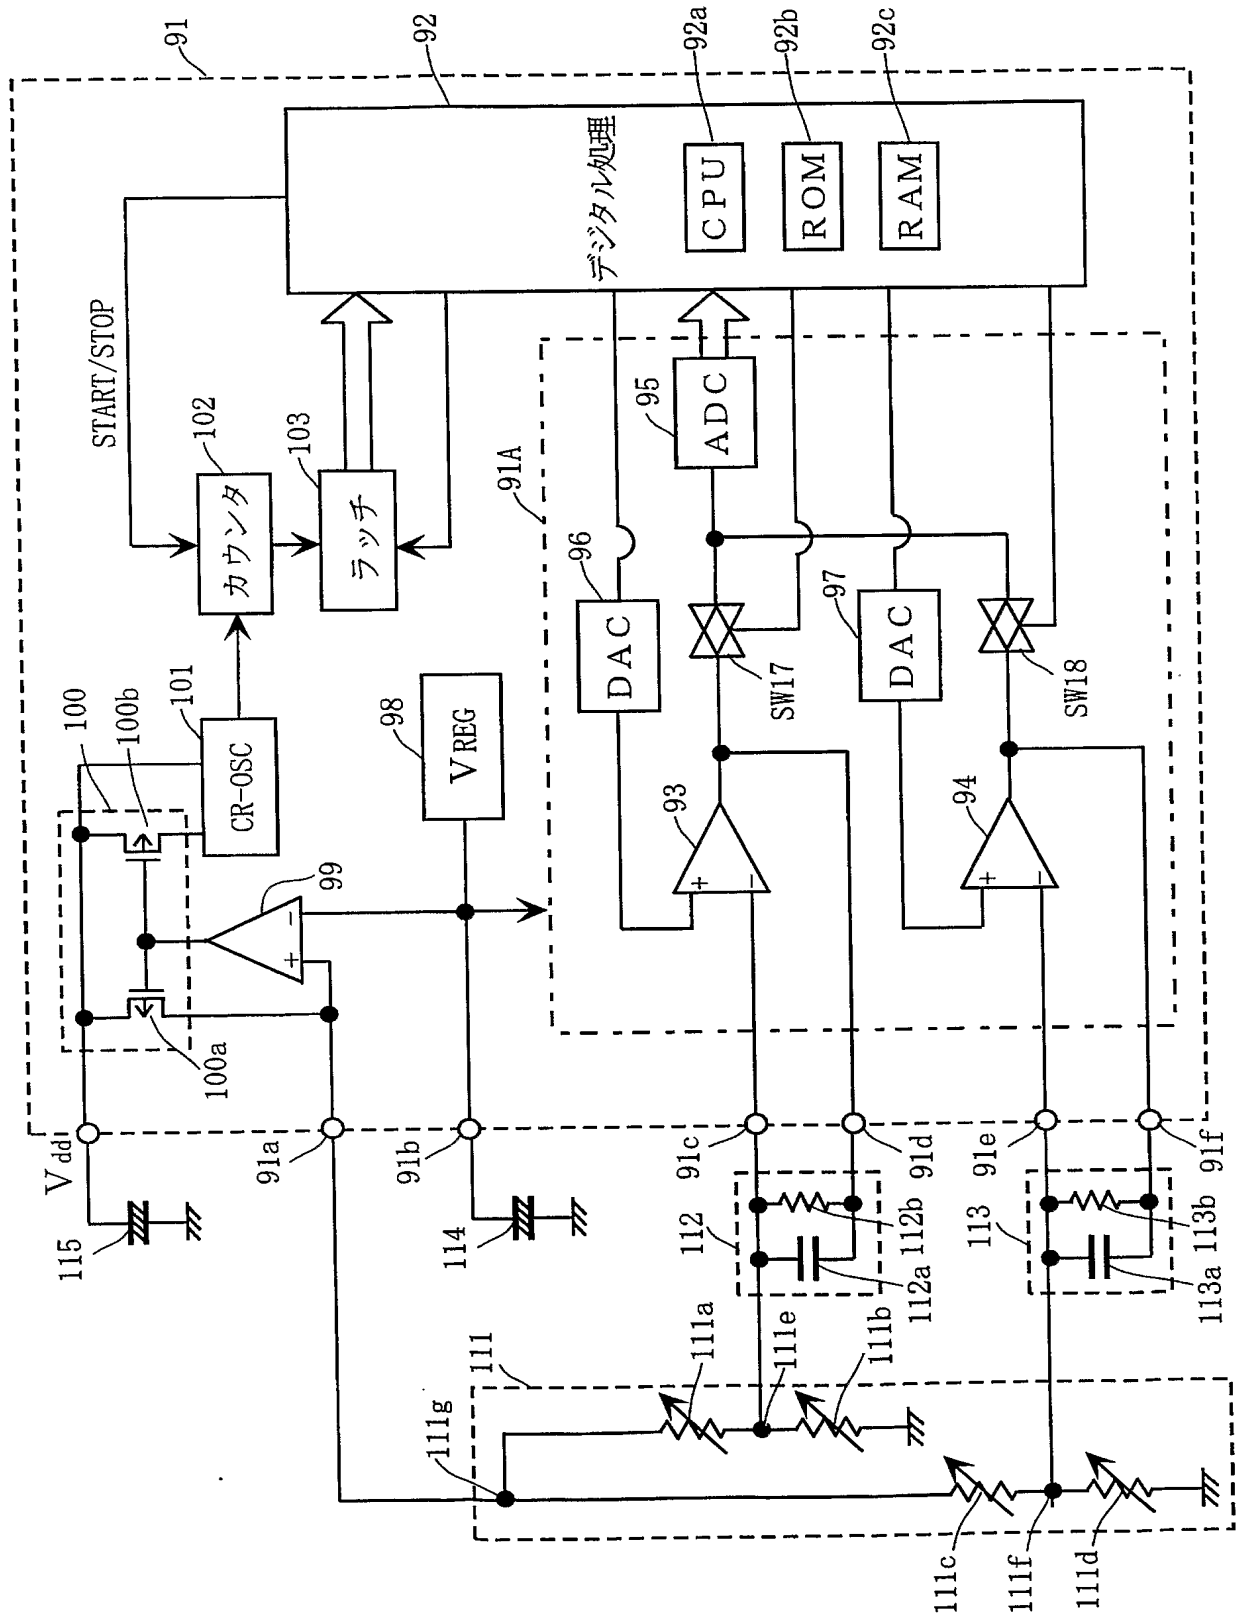 91
92
START/STOP
デジタル処理
CPU
92a
ROM
92b
RAM
92c
カウンタ
102
ラッチ
103
100
100b
101
CR-OSC
99
+
−
100a
98
VREG
91A
ADC
95
DAC
96
DAC
97
SW17
SW18
93
+
−
94
+
−
Vdd
91a
91b
91c
91d
91e
91f
115
114
112
112b
112a
113
113b
113a
111
111g
111a
111e
111b
111c
111f
111d